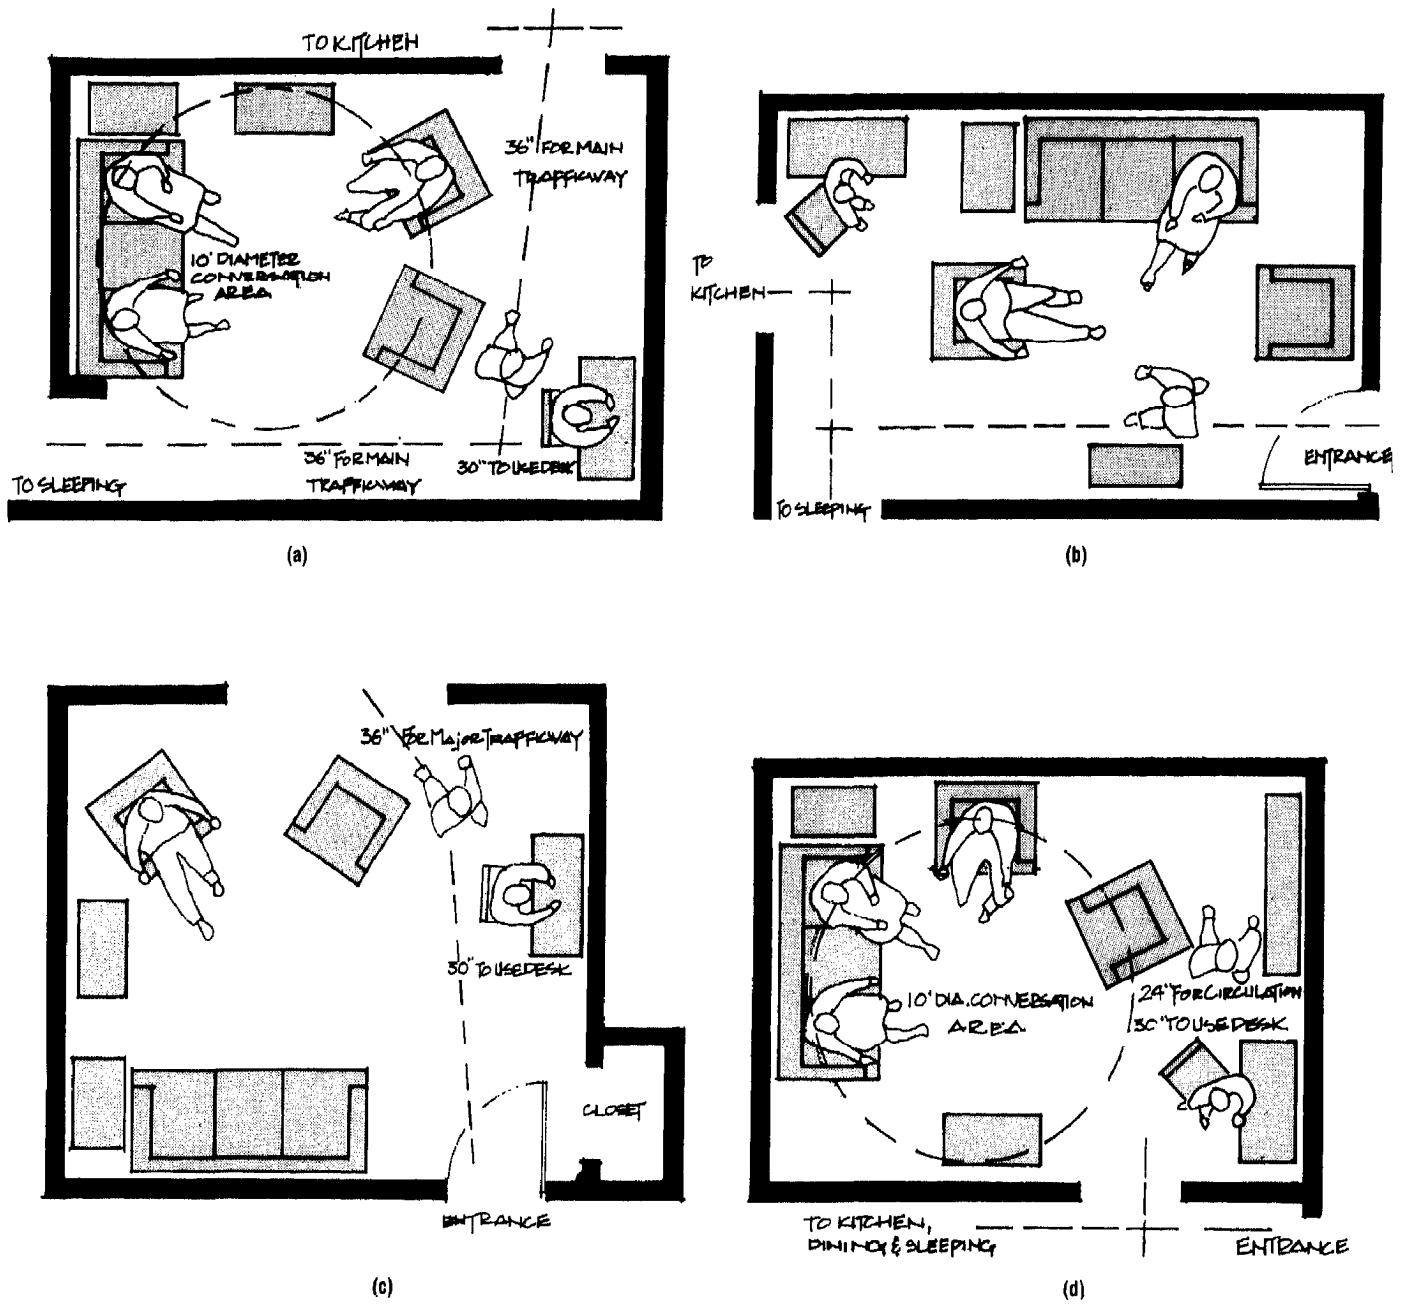 TO KITCHEN
36" FOR MAIN
TRAFFICWAY
10' DIAMETER
CONVERSATION
AREA
36" FOR MAIN
TRAFFICWAY
30" TO USE DESK
TO SLEEPING
(a)
TO
KITCHEN
ENTRANCE
TO SLEEPING
(b)
36" FOR MAJOR TRAFFICWAY
30" TO USE DESK
CLOSET
ENTRANCE
(c)
10' DIA. CONVERSATION
AREA
24" FOR CIRCULATION
30" TO USE DESK
TO KITCHEN,
DINING & SLEEPING
ENTRANCE
(d)